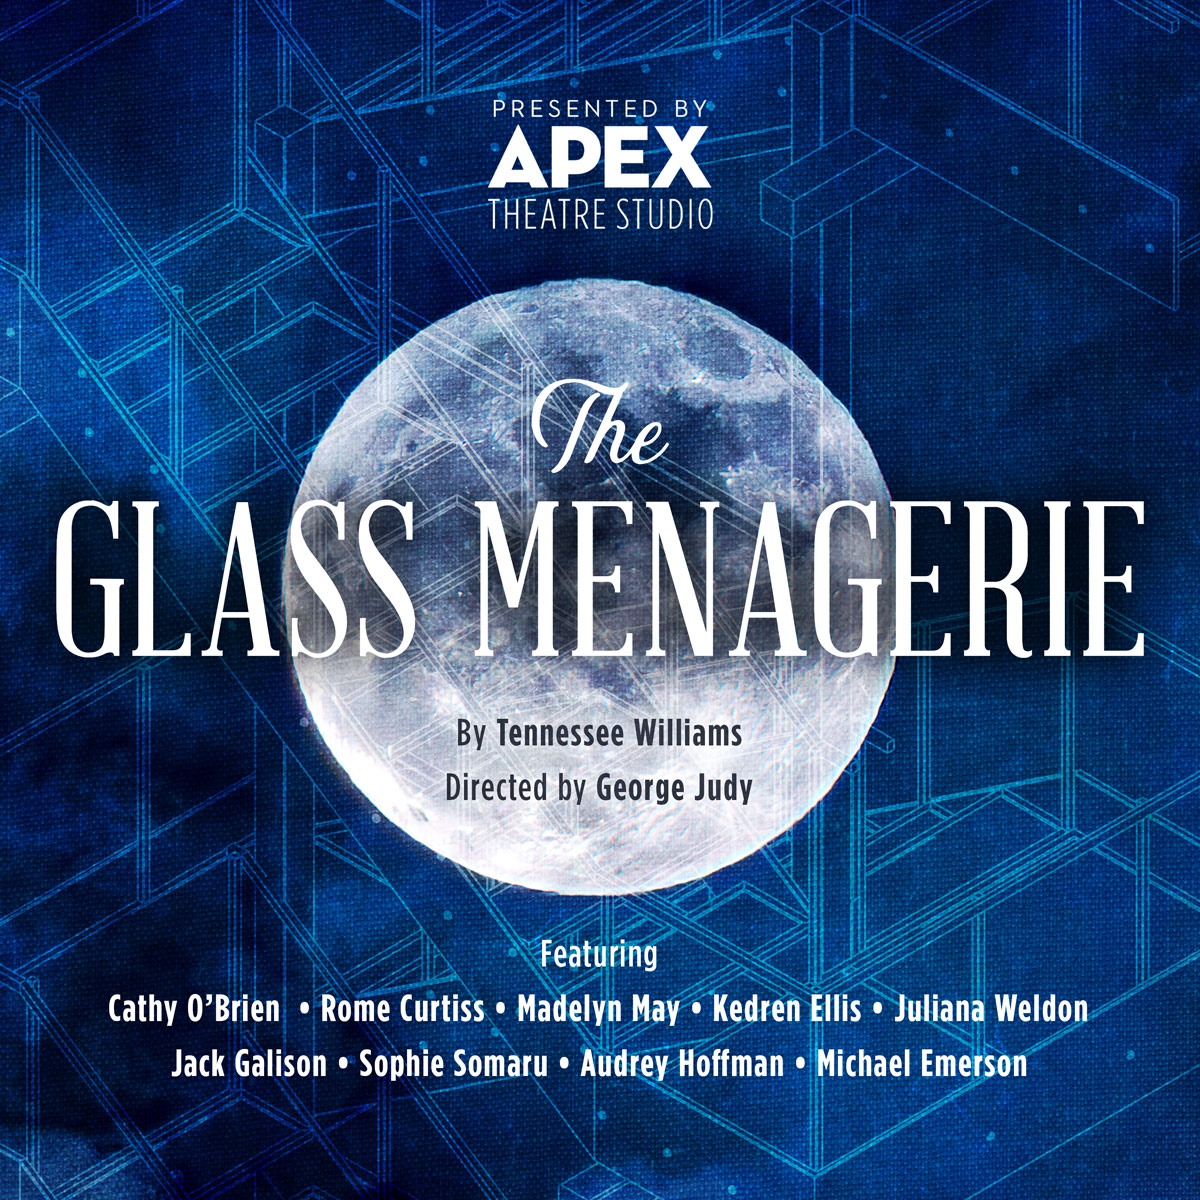 PRESENTED BY
APEX
THEATRE STUDIO
The
GLASS MENAGERIE
By Tennessee Williams
Directed by George Judy
Featuring
Cathy O’Brien • Rome Curtiss • Madelyn May • Kedren Ellis • Juliana Weldon
Jack Galison • Sophie Somaru • Audrey Hoffman • Michael Emerson